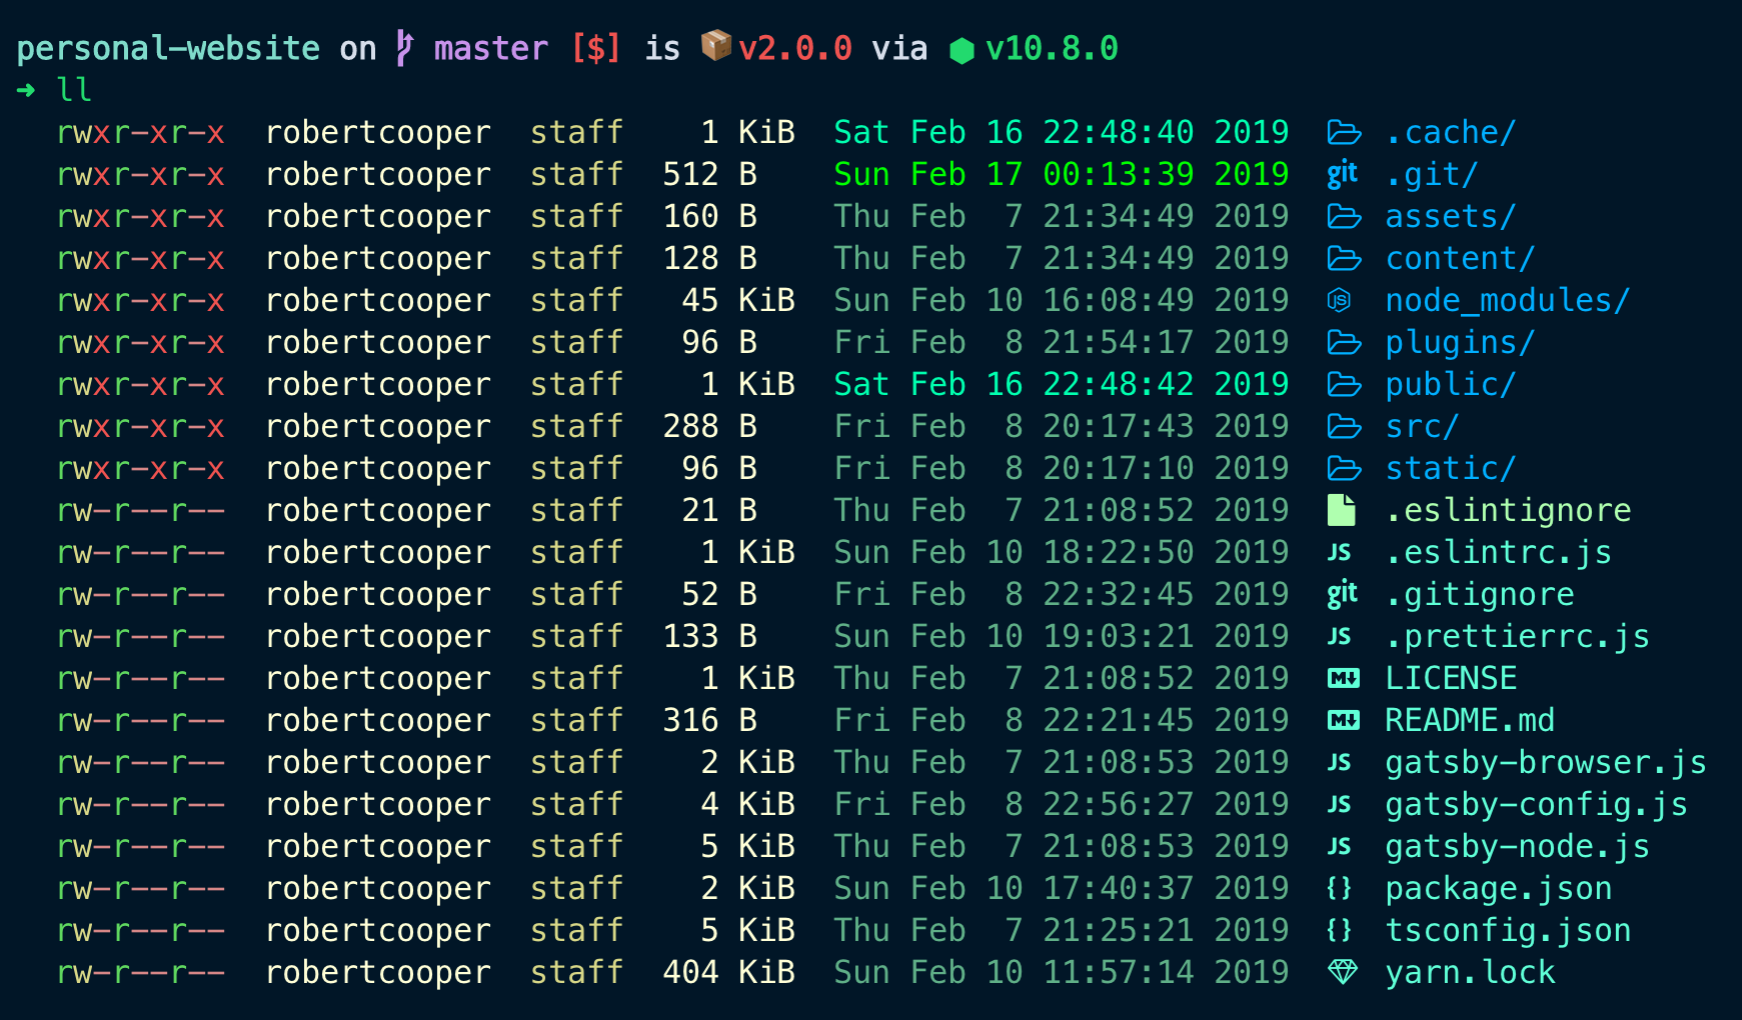 personal-website on master [$] is 📦v2.0.0 via ⬢ v10.8.0
➜ ll
rwxr-xr-x robertcooper staff 1 KiB Sat Feb 16 22:48:40 2019 .cache/
rwxr-xr-x robertcooper staff 512 B Sun Feb 17 00:13:39 2019 git .git/
rwxr-xr-x robertcooper staff 160 B Thu Feb 7 21:34:49 2019 assets/
rwxr-xr-x robertcooper staff 128 B Thu Feb 7 21:34:49 2019 content/
rwxr-xr-x robertcooper staff 45 KiB Sun Feb 10 16:08:49 2019 JS node_modules/
rwxr-xr-x robertcooper staff 96 B Fri Feb 8 21:54:17 2019 plugins/
rwxr-xr-x robertcooper staff 1 KiB Sat Feb 16 22:48:42 2019 public/
rwxr-xr-x robertcooper staff 288 B Fri Feb 8 20:17:43 2019 src/
rwxr-xr-x robertcooper staff 96 B Fri Feb 8 20:17:10 2019 static/
rw-r--r-- robertcooper staff 21 B Thu Feb 7 21:08:52 2019 .eslintignore
rw-r--r-- robertcooper staff 1 KiB Sun Feb 10 18:22:50 2019 JS .eslintrc.js
rw-r--r-- robertcooper staff 52 B Fri Feb 8 22:32:45 2019 git .gitignore
rw-r--r-- robertcooper staff 133 B Sun Feb 10 19:03:21 2019 JS .prettierrc.js
rw-r--r-- robertcooper staff 1 KiB Thu Feb 7 21:08:52 2019 M LICENSE
rw-r--r-- robertcooper staff 316 B Fri Feb 8 22:21:45 2019 M README.md
rw-r--r-- robertcooper staff 2 KiB Thu Feb 7 21:08:53 2019 JS gatsby-browser.js
rw-r--r-- robertcooper staff 4 KiB Fri Feb 8 22:56:27 2019 JS gatsby-config.js
rw-r--r-- robertcooper staff 5 KiB Thu Feb 7 21:08:53 2019 JS gatsby-node.js
rw-r--r-- robertcooper staff 2 KiB Sun Feb 10 17:40:37 2019 {} package.json
rw-r--r-- robertcooper staff 5 KiB Thu Feb 7 21:25:21 2019 {} tsconfig.json
rw-r--r-- robertcooper staff 404 KiB Sun Feb 10 11:57:14 2019 yarn.lock